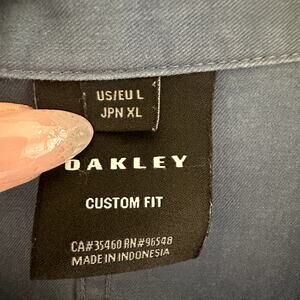 US/EU L
JPN XL
OAKLEY
CUSTOM FIT
CA#35460 RN#96548
MADE IN INDONESIA